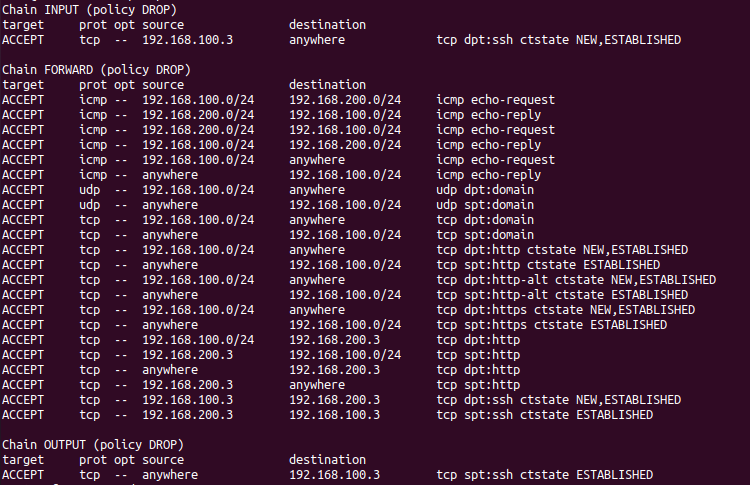 Chain INPUT (policy DROP)
target     prot opt source               destination
ACCEPT     tcp  --  192.168.100.3        anywhere             tcp dpt:ssh ctstate NEW,ESTABLISHED

Chain FORWARD (policy DROP)
target     prot opt source               destination
ACCEPT     icmp --  192.168.100.0/24     192.168.200.0/24     icmp echo-request
ACCEPT     icmp --  192.168.200.0/24     192.168.100.0/24     icmp echo-reply
ACCEPT     icmp --  192.168.200.0/24     192.168.100.0/24     icmp echo-request
ACCEPT     icmp --  192.168.100.0/24     192.168.200.0/24     icmp echo-reply
ACCEPT     icmp --  192.168.100.0/24     anywhere             icmp echo-request
ACCEPT     icmp --  anywhere             192.168.100.0/24     icmp echo-reply
ACCEPT     udp  --  192.168.100.0/24     anywhere             udp dpt:domain
ACCEPT     udp  --  anywhere             192.168.100.0/24     udp spt:domain
ACCEPT     tcp  --  192.168.100.0/24     anywhere             tcp dpt:domain
ACCEPT     tcp  --  anywhere             192.168.100.0/24     tcp spt:domain
ACCEPT     tcp  --  192.168.100.0/24     anywhere             tcp dpt:http ctstate NEW,ESTABLISHED
ACCEPT     tcp  --  anywhere             192.168.100.0/24     tcp spt:http ctstate ESTABLISHED
ACCEPT     tcp  --  192.168.100.0/24     anywhere             tcp dpt:http-alt ctstate NEW,ESTABLISHED
ACCEPT     tcp  --  anywhere             192.168.100.0/24     tcp spt:http-alt ctstate ESTABLISHED
ACCEPT     tcp  --  192.168.100.0/24     anywhere             tcp dpt:https ctstate NEW,ESTABLISHED
ACCEPT     tcp  --  anywhere             192.168.100.0/24     tcp spt:https ctstate ESTABLISHED
ACCEPT     tcp  --  192.168.100.0/24     192.168.200.3        tcp dpt:http
ACCEPT     tcp  --  192.168.200.3        192.168.100.0/24     tcp spt:http
ACCEPT     tcp  --  anywhere             192.168.200.3        tcp dpt:http
ACCEPT     tcp  --  192.168.200.3        anywhere             tcp spt:http
ACCEPT     tcp  --  192.168.100.3        192.168.200.3        tcp dpt:ssh ctstate NEW,ESTABLISHED
ACCEPT     tcp  --  192.168.200.3        192.168.100.3        tcp spt:ssh ctstate ESTABLISHED

Chain OUTPUT (policy DROP)
target     prot opt source               destination
ACCEPT     tcp  --  anywhere             192.168.100.3        tcp spt:ssh ctstate ESTABLISHED